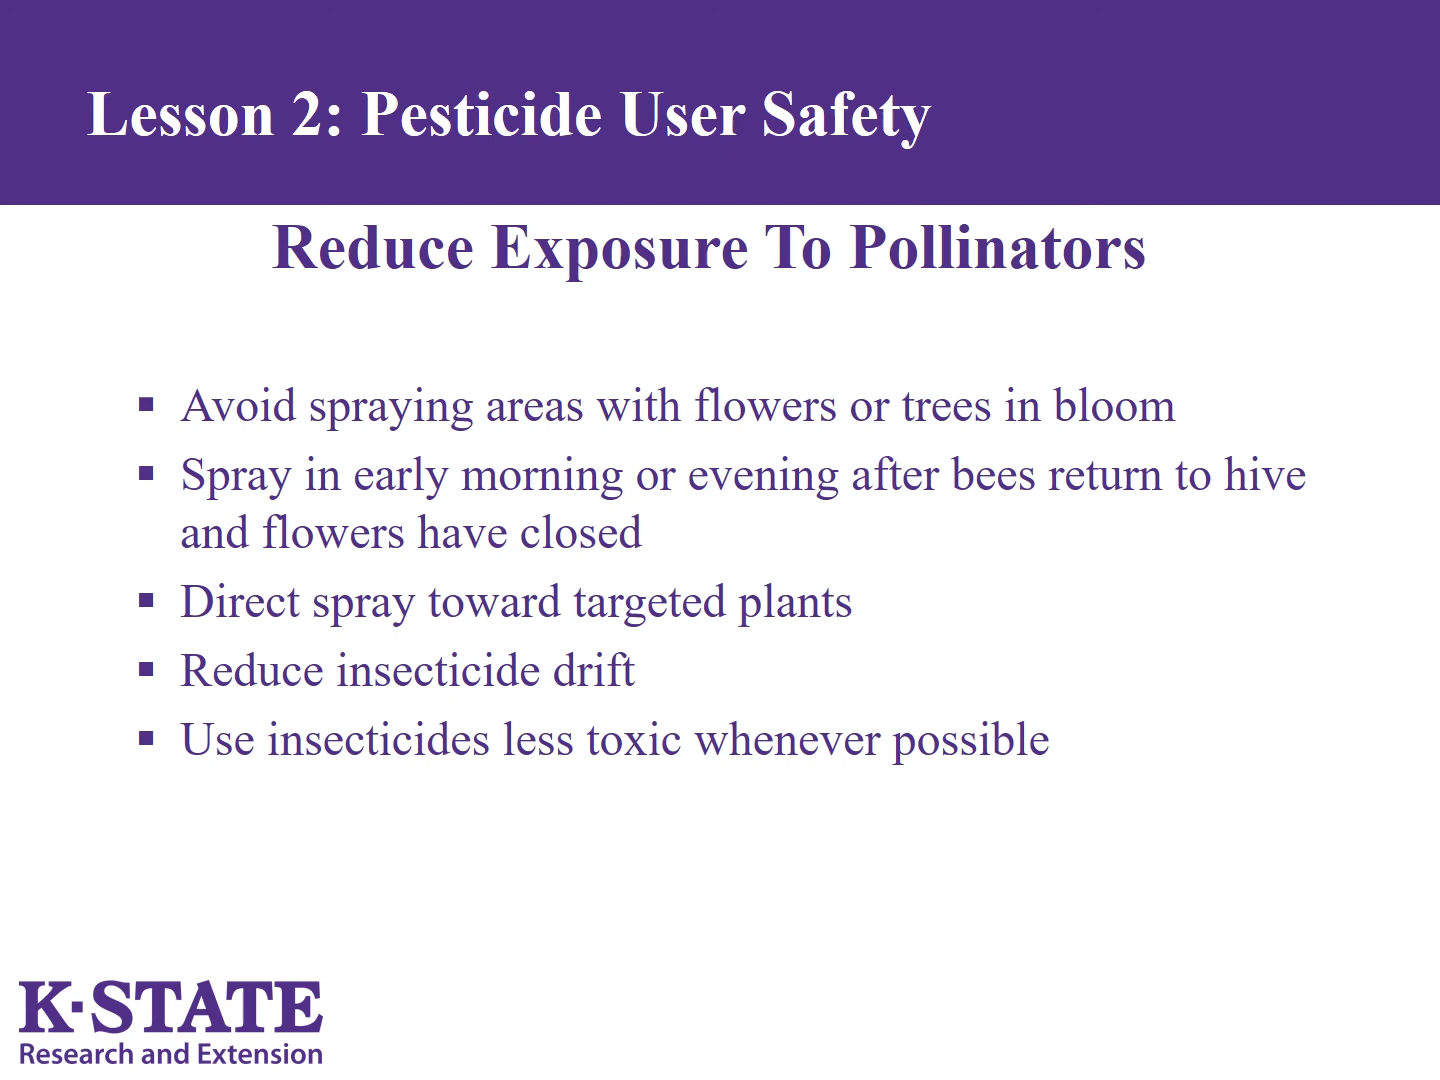 Lesson 2: Pesticide User Safety
Reduce Exposure To Pollinators
▪ Avoid spraying areas with flowers or trees in bloom
▪ Spray in early morning or evening after bees return to hive
and flowers have closed
▪ Direct spray toward targeted plants
▪ Reduce insecticide drift
▪ Use insecticides less toxic whenever possible
K·STATE
Research and Extension